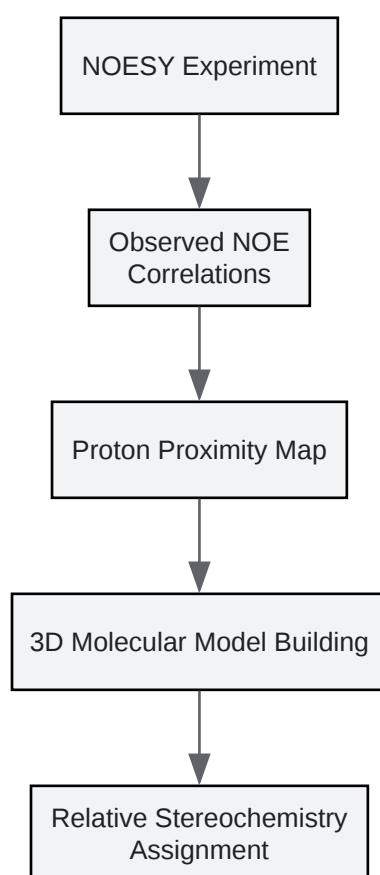 NOESY Experiment
Observed NOE
Correlations
Proton Proximity Map
3D Molecular Model Building
Relative Stereochemistry
Assignment